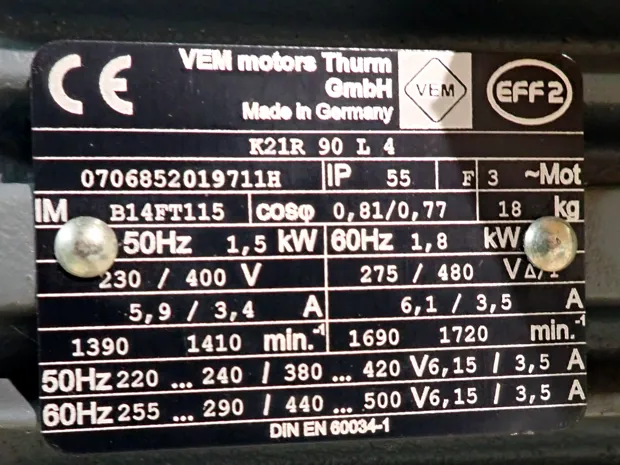 CE VEM motors Thurm GmbH VEM EFF2
Made in Germany
K21R 90 L 4
0706852019711H IP 55 F 3 ~Mot
IM B14FT115 cosφ 0,81/0,77 18 kg
50Hz 1,5 kW 60Hz 1,8 kW
230 / 400 V 275 / 480 VΔ/Y
5,9 / 3,4 A 6,1 / 3,5 A
1390 1410 min.-1 1690 1720 min.-1
50Hz 220 ... 240 / 380 ... 420 V6,15 / 3,5 A
60Hz 255 ... 290 / 440 ... 500 V6,15 / 3,5 A
DIN EN 60034-1